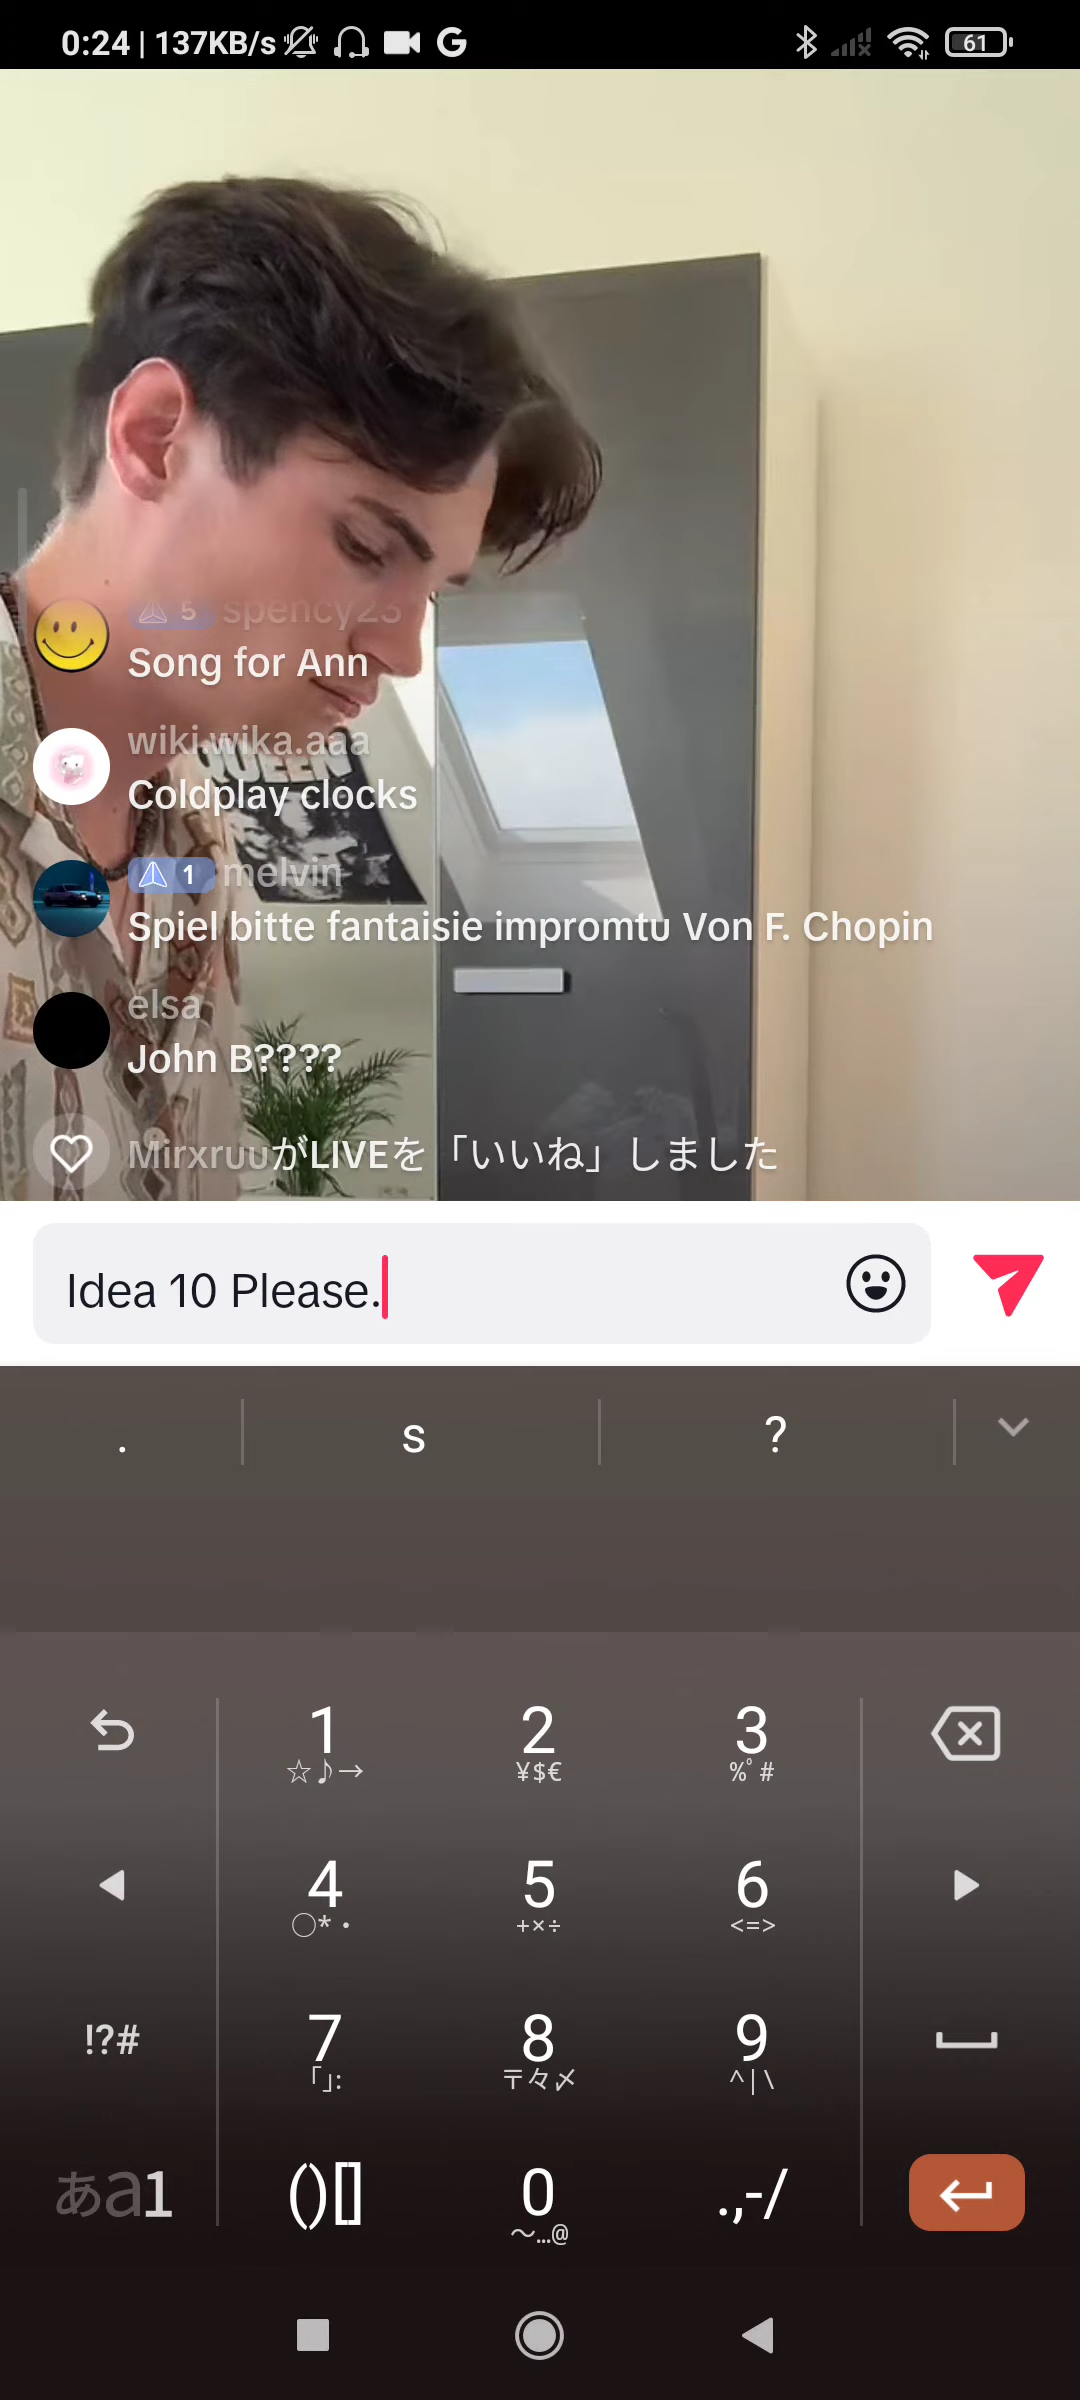 0:24 | 137KB/s
61
5 spency23
Song for Ann
wiki.wika.aaa
QUEEN
Coldplay clocks
1 melvin
Spiel bitte fantaisie impromtu Von F. Chopin
elsa
John B????
MirxruuがLIVEを「いいね」しました
Idea 10 Please.
. s ?
1 2 3
☆♪→ ¥$€ %°#
4 5 6
○*・ +×÷ <=>
!?# 7 8 9
「」: 〒々〆 ^|\
あa1 ()[] 0 .,-/
〜…@